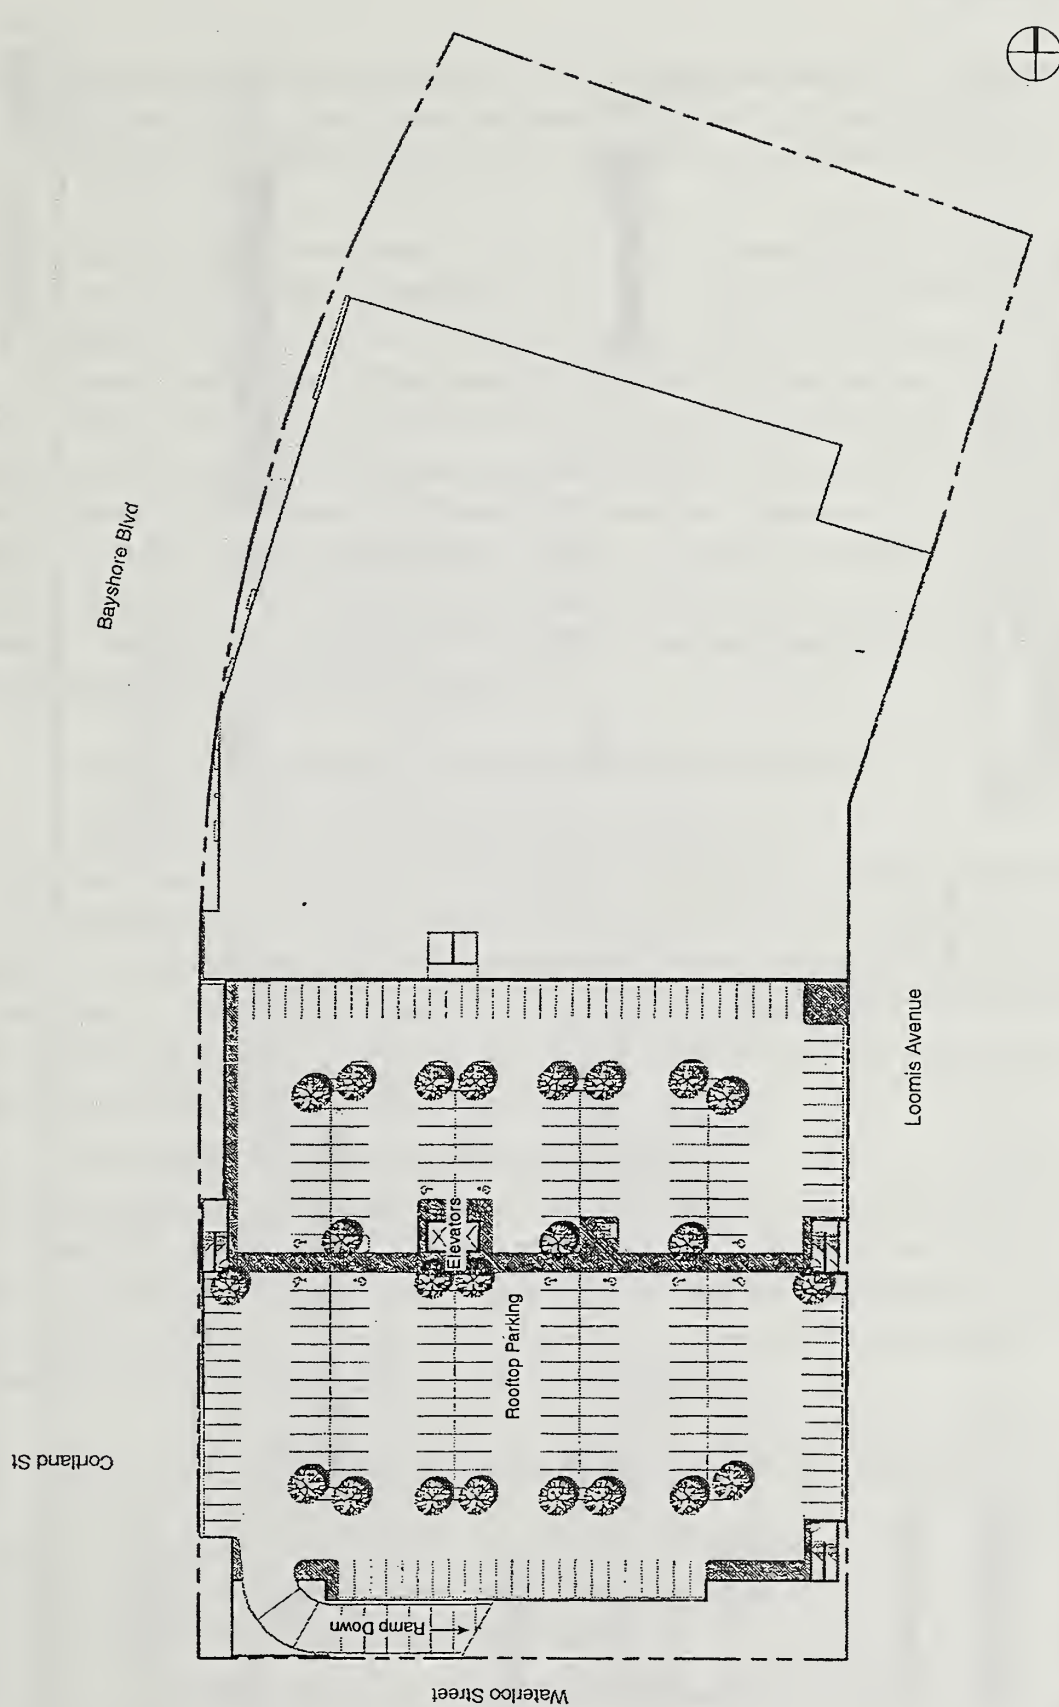 Bayshore Blvd
Loomis Avenue
Elevators
Rooftop Parking
Cortland St
Ramp Down
Waterloo Street